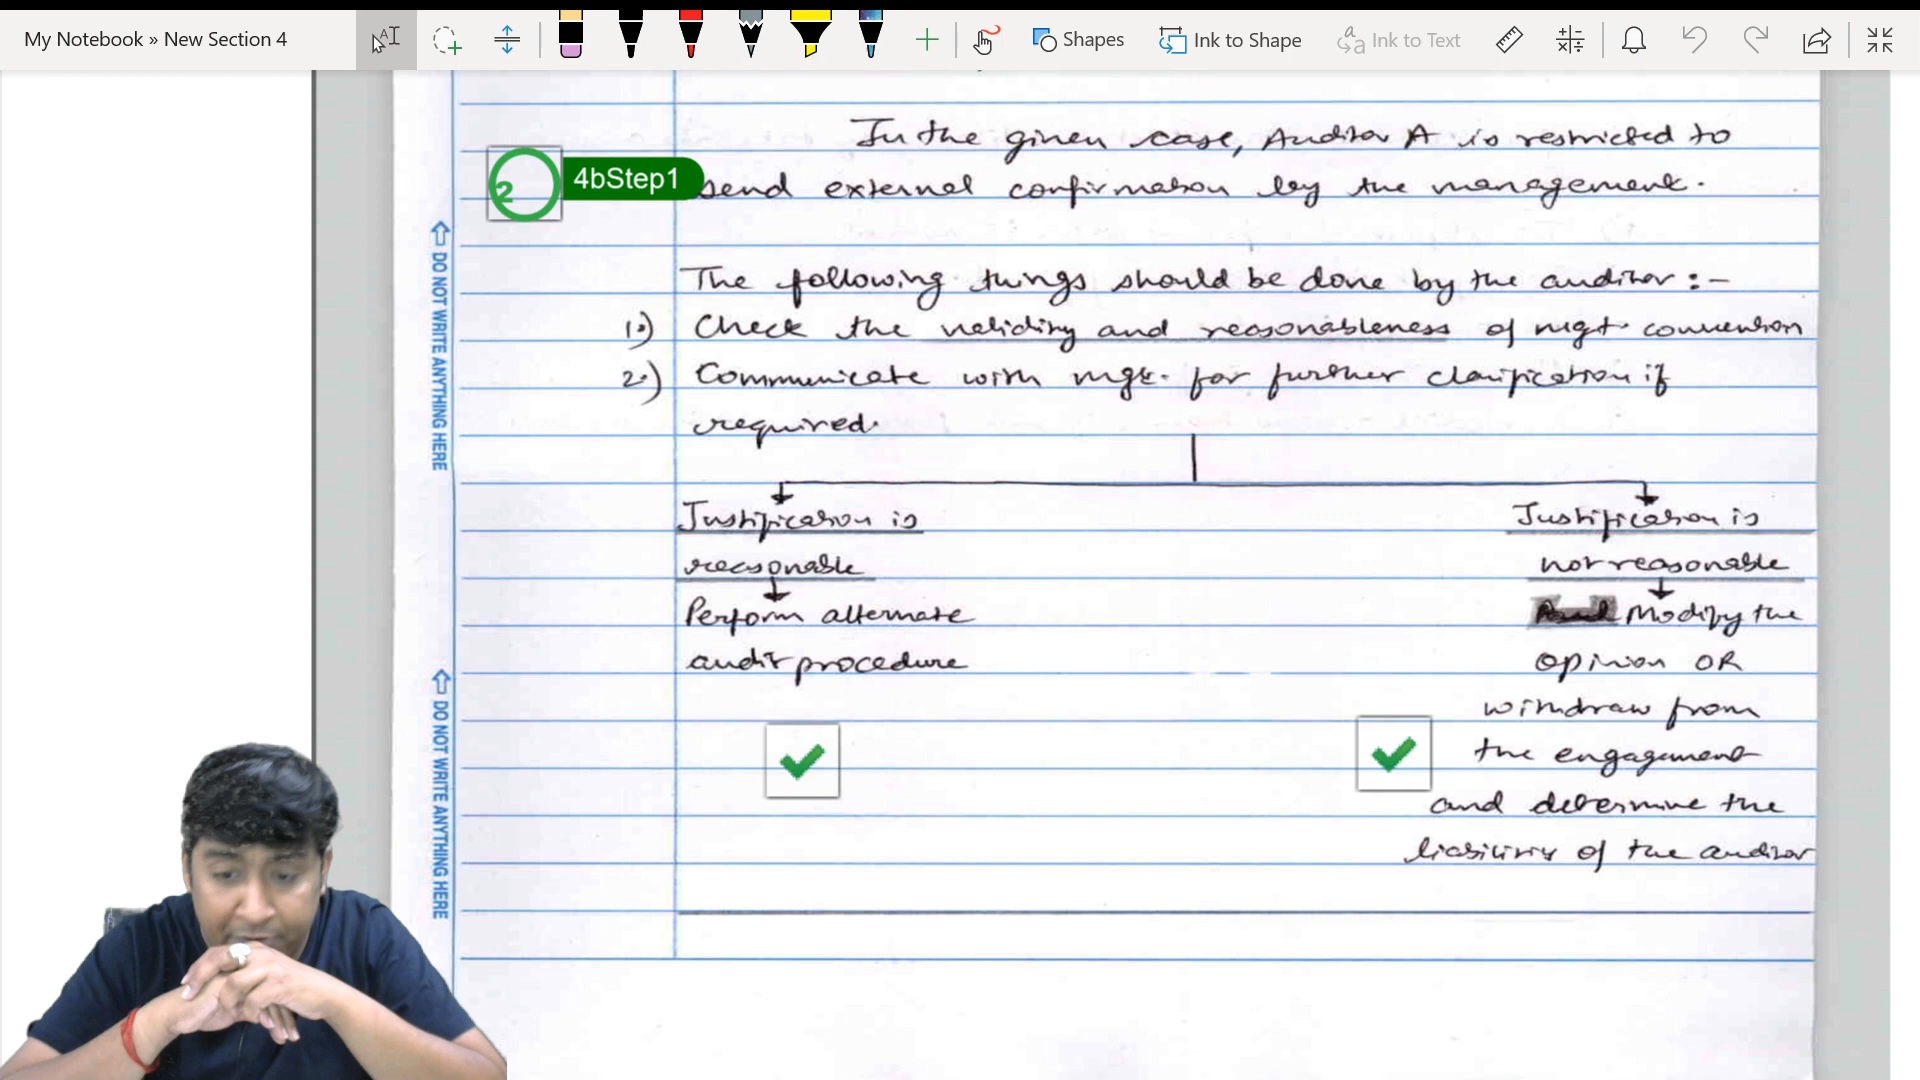 My Notebook » New Section 4
Shapes
Ink to Shape
Ink to Text
In the given case, Auditor A is restricted to
2
4bStep1
send external confirmation by the management.
The following things should be done by the auditor :-
1.) Check the validity and reasonableness of mgt.
2.) Communicate with mgt. for further clarification if
required.
Justification is
reasonable
Perform alternate
audit procedure
Justification is
not reasonable
Modify the
opinion OR
withdraw from
the engagement
and determine the
liability of the auditor
DO NOT WRITE ANYTHING HERE
DO NOT WRITE ANYTHING HERE